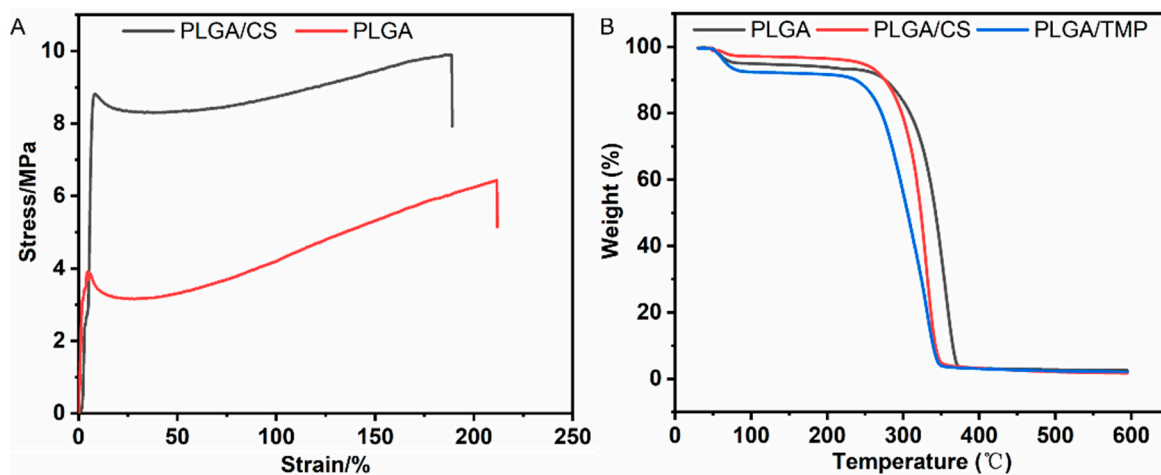 A
PLGA/CS PLGA
10
8
6
4
2
0
0 50 100 150 200 250
Stress/MPa
Strain/%
B
PLGA PLGA/CS PLGA/TMP
100
80
60
40
20
0
0 100 200 300 400 500 600
Weight (%)
Temperature (℃)